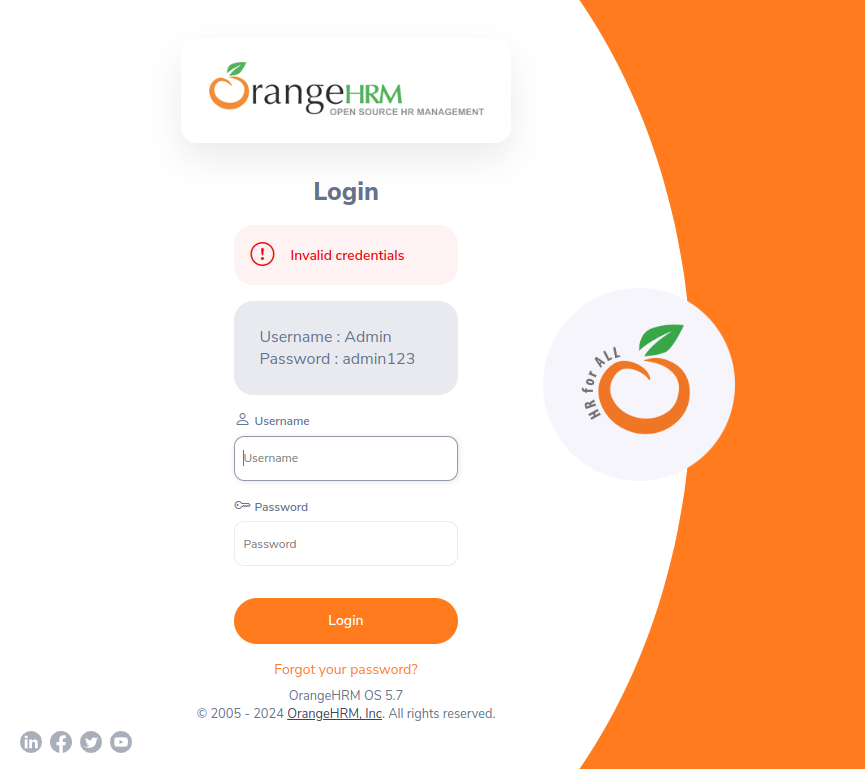 OrangeHRM
OPEN SOURCE HR MANAGEMENT
Login
Invalid credentials
Username : Admin
Password : admin123
Username
Username
Password
Password
Login
Forgot your password?
OrangeHRM OS 5.7
© 2005 - 2024 OrangeHRM, Inc. All rights reserved.
HR for ALL